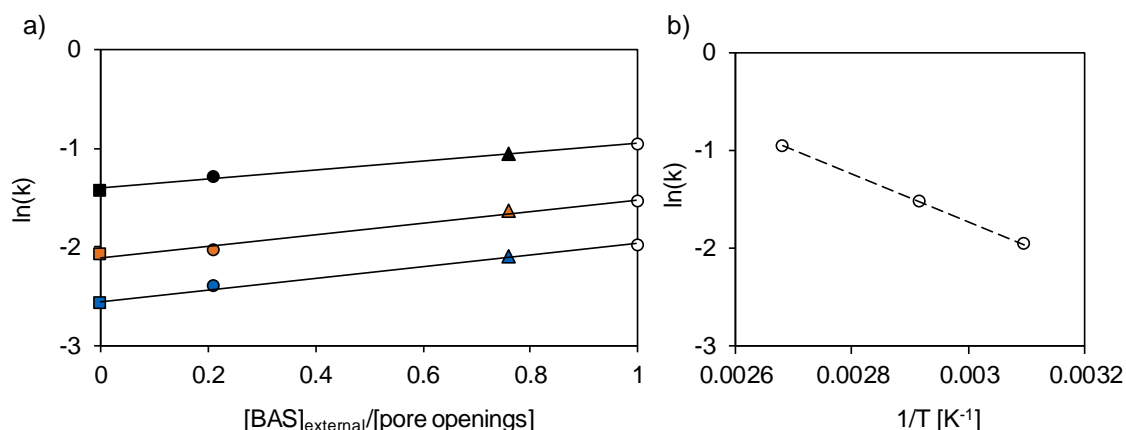 a)
0
-1
-2
-3
ln(k)
0 0.2 0.4 0.6 0.8 1
[BAS]external/[pore openings]
b)
0
-1
-2
-3
ln(k)
0.0026 0.0028 0.003 0.0032
1/T [K-1]